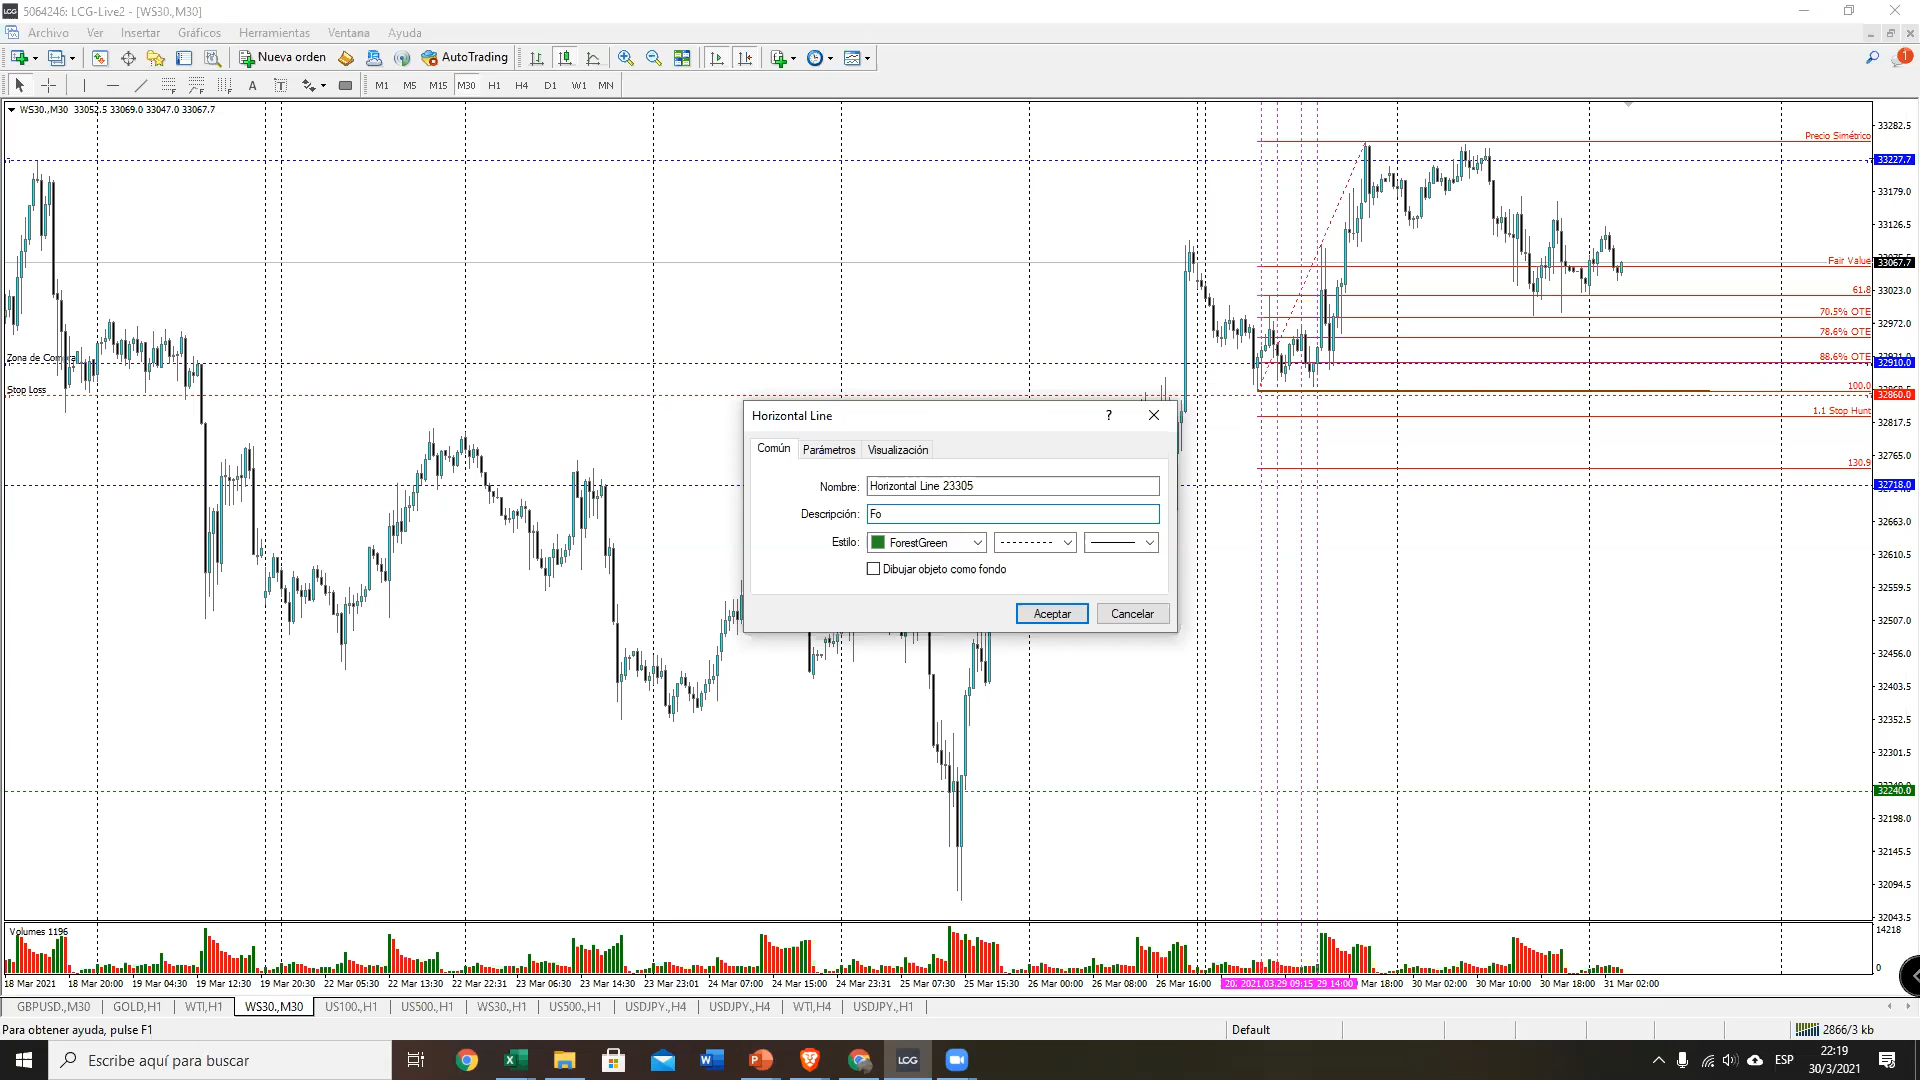 5064246: LCG-Live2 - [WS30.,M30]
Archivo Ver Insertar Gráficos Herramientas Ventana Ayuda
Nueva orden AutoTrading 1
A T M1 M5 M15 M30 H1 H4 D1 W1 MN
WS30.,M30 33052.5 33069.0 33047.0 33067.7
33282.5
Precio Simétrico
33227.7
33179.0
33126.5
Fair Value
33067.7
61.8
33023.0
70.5% OTE
32972.0
78.6% OTE
Zona de Compra
88.6% OTE
32910.0
Stop Loss
100.0
32860.0
1.1 Stop Hunt
32817.5
32765.0
130.9
32718.0
32663.0
32610.5
32559.5
32507.0
32456.0
32403.5
32352.5
32301.5
32240.0
32198.0
32145.5
32094.5
32043.5
Horizontal Line ?
Común Parámetros Visualización
Nombre: Horizontal Line 23305
Descripción: Fo
Estilo: ForestGreen
Dibujar objeto como fondo
Aceptar Cancelar
Volumes 1196
14218
0
18 Mar 2021 18 Mar 20:00 19 Mar 04:30 19 Mar 12:30 19 Mar 20:30 22 Mar 05:30 22 Mar 13:30 22 Mar 22:31 23 Mar 06:30 23 Mar 14:30 23 Mar 23:01 24 Mar 07:00 24 Mar 15:00 24 Mar 23:31 25 Mar 07:30 25 Mar 15:30 26 Mar 00:00 26 Mar 08:00 26 Mar 16:00 2021.03.29 09:15 29 14:00 Mar 18:00 30 Mar 02:00 30 Mar 10:00 30 Mar 18:00 31 Mar 02:00
GBPUSD.,M30 GOLD,H1 WTI,H1 WS30.,M30 US100.,H1 US500.,H1 WS30.,H1 US500.,H1 USDJPY.,H4 USDJPY.,H4 WTI,H4 USDJPY.,H1
Para obtener ayuda, pulse F1 Default 2866/3 kb
Escribe aquí para buscar LCG ESP 22:19
30/3/2021